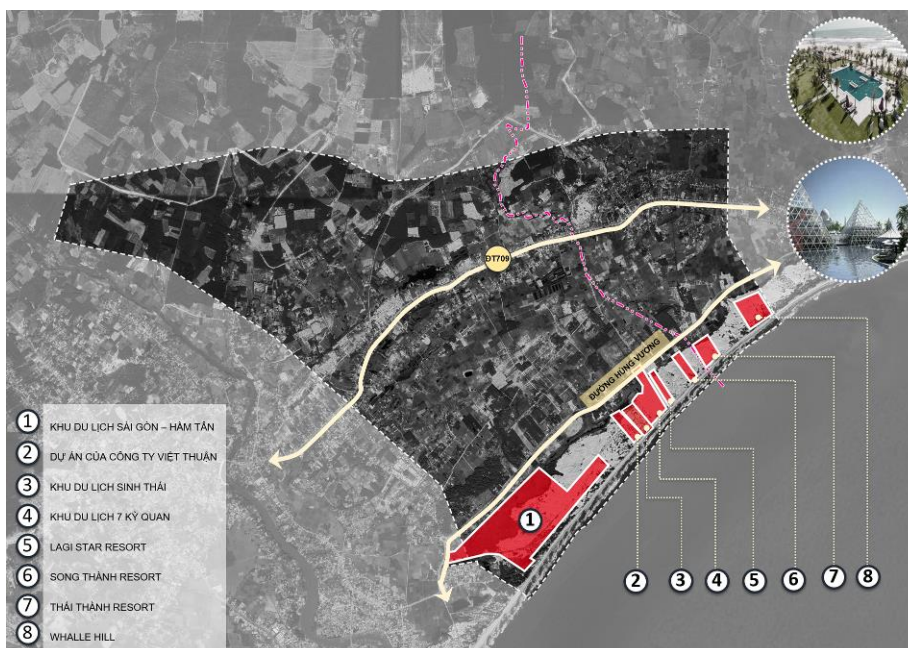 ĐT709
ĐƯỜNG HÙNG VƯƠNG
1 KHU DU LỊCH SÀI GÒN – HÀM TÂN
2 DỰ ÁN CỦA CÔNG TY VIỆT THUẬN
3 KHU DU LỊCH SINH THÁI
4 KHU DU LỊCH 7 KỲ QUAN
5 LAGI STAR RESORT
6 SONG THÀNH RESORT
7 THÁI THÀNH RESORT
8 WHALLE HILL
1
2 3 4 5 6 7 8